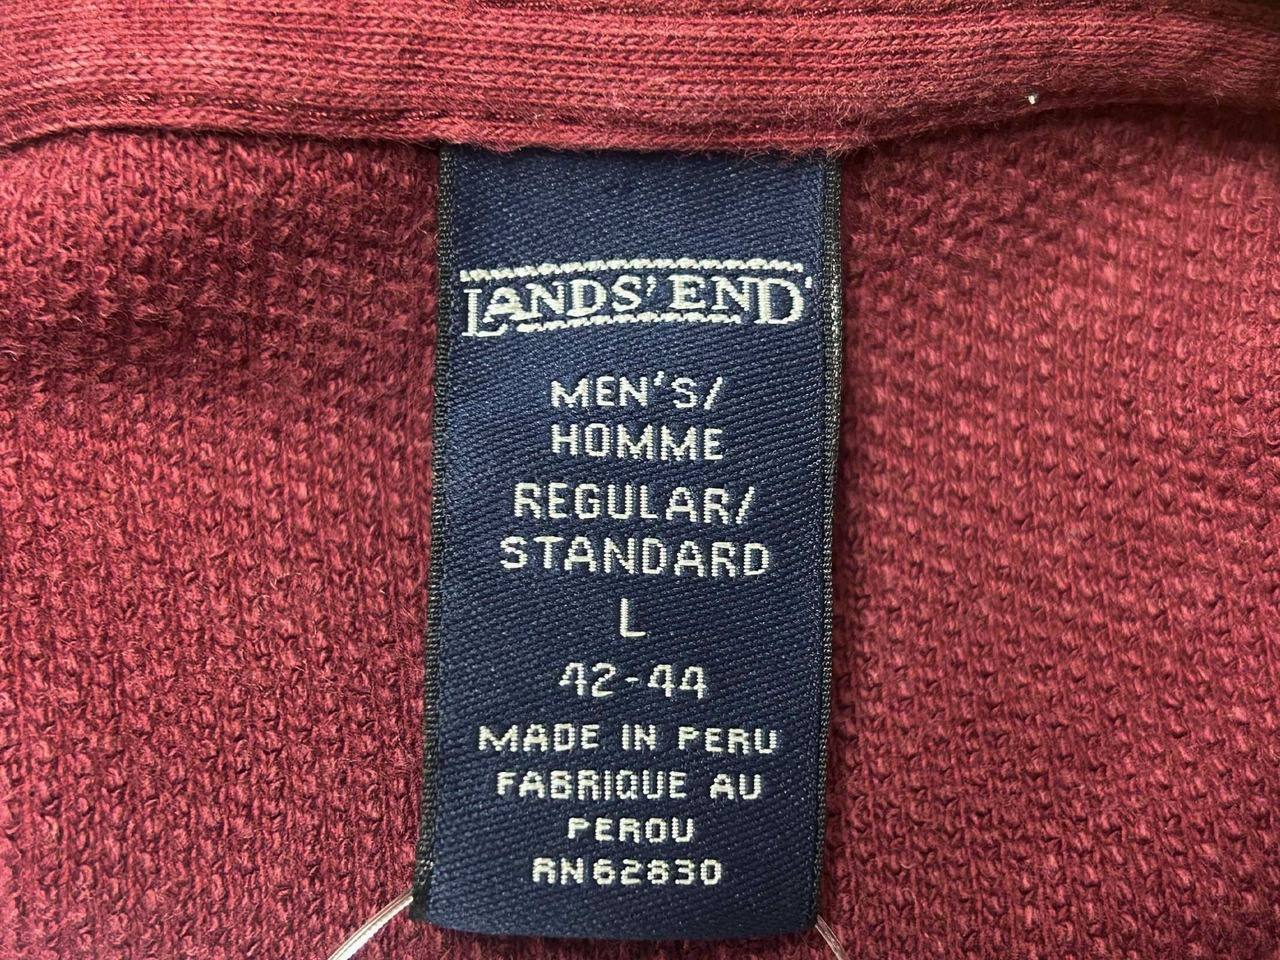 LANDS' END
MEN'S/
HOMME
REGULAR/
STANDARD
L
42-44
MADE IN PERU
FABRIQUE AU
PEROU
RN62830